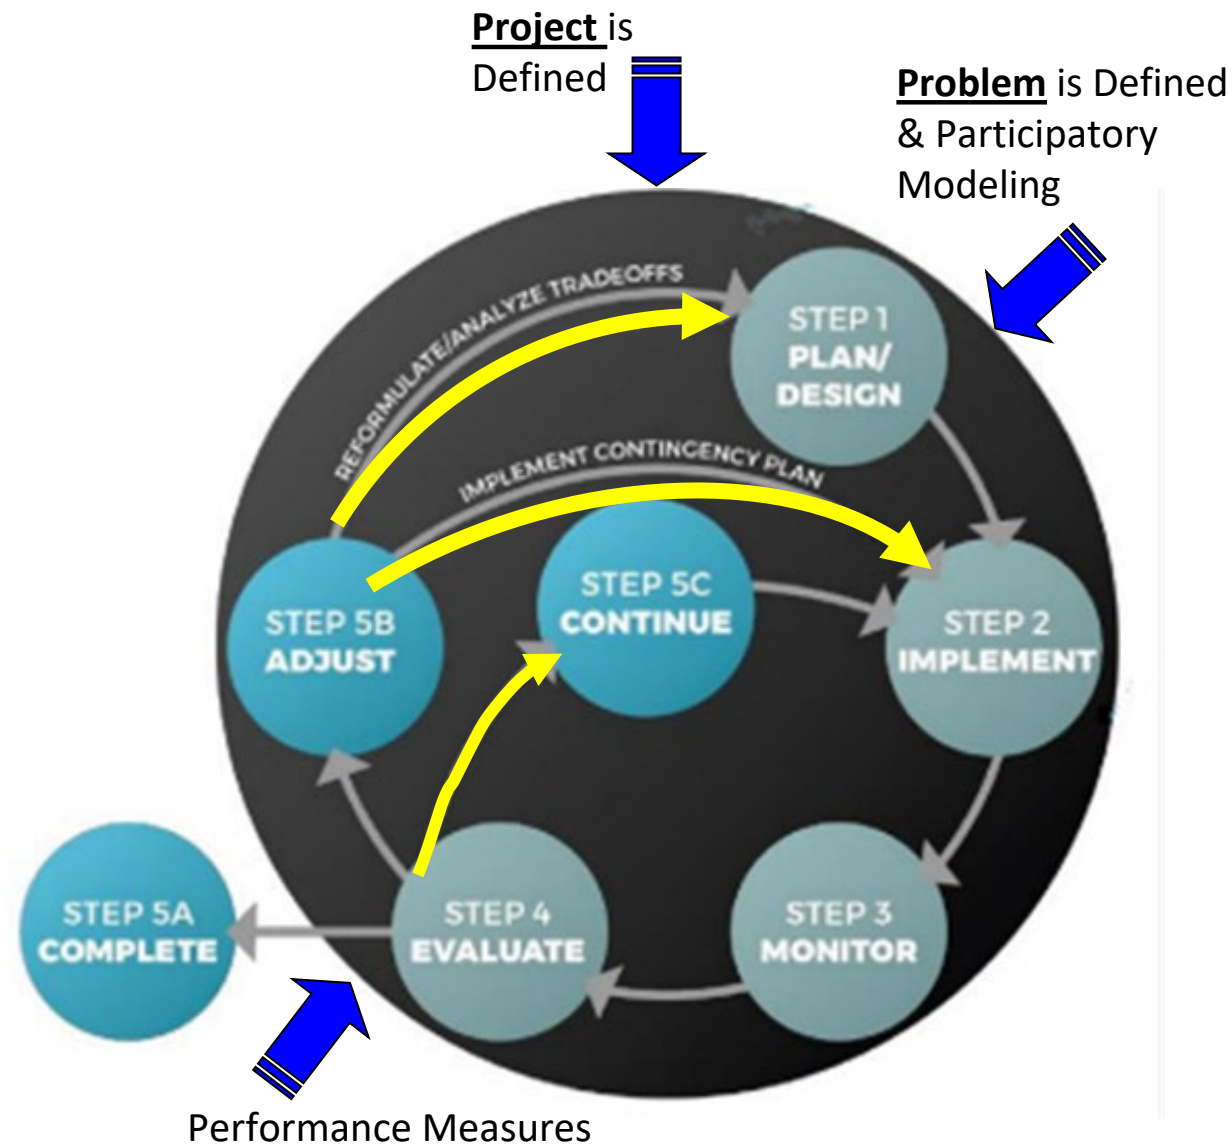 Project is
Defined
Problem is Defined
& Participatory
Modeling
REFORMULATE/ANALYZE TRADEOFFS
STEP 1
PLAN/
DESIGN
IMPLEMENT CONTINGENCY PLAN
STEP 5B
ADJUST
STEP 5C
CONTINUE
STEP 2
IMPLEMENT
STEP 5A
COMPLETE
STEP 4
EVALUATE
STEP 3
MONITOR
Performance Measures